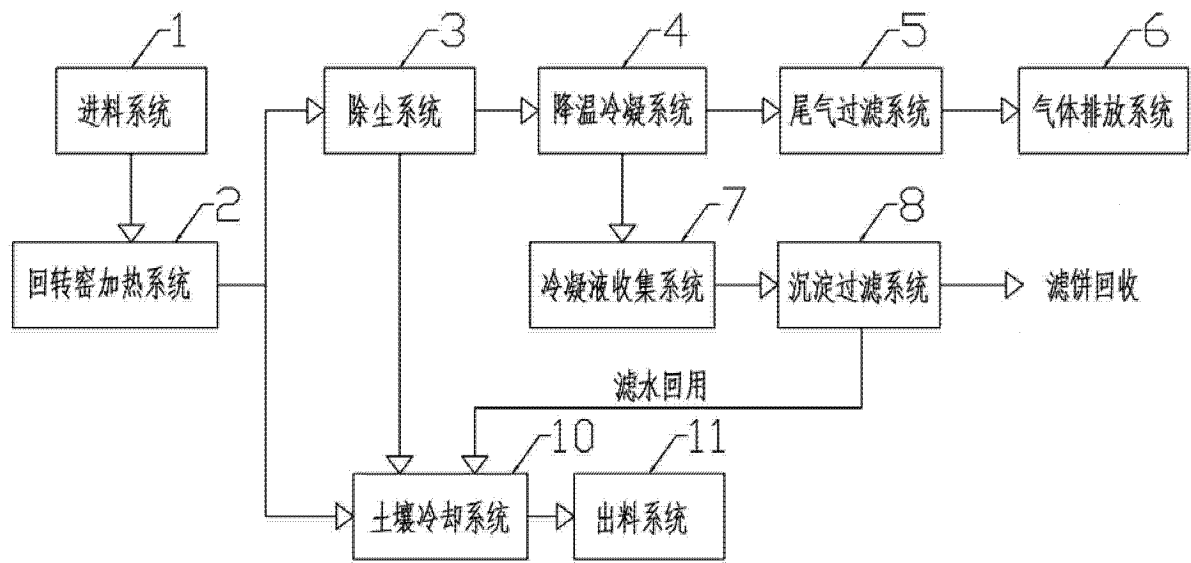 1
3
4
5
6
进料系统
除尘系统
降温冷凝系统
尾气过滤系统
气体排放系统
2
7
8
回转窑加热系统
冷凝液收集系统
沉淀过滤系统
滤饼回收
滤水回用
10
11
土壤冷却系统
出料系统